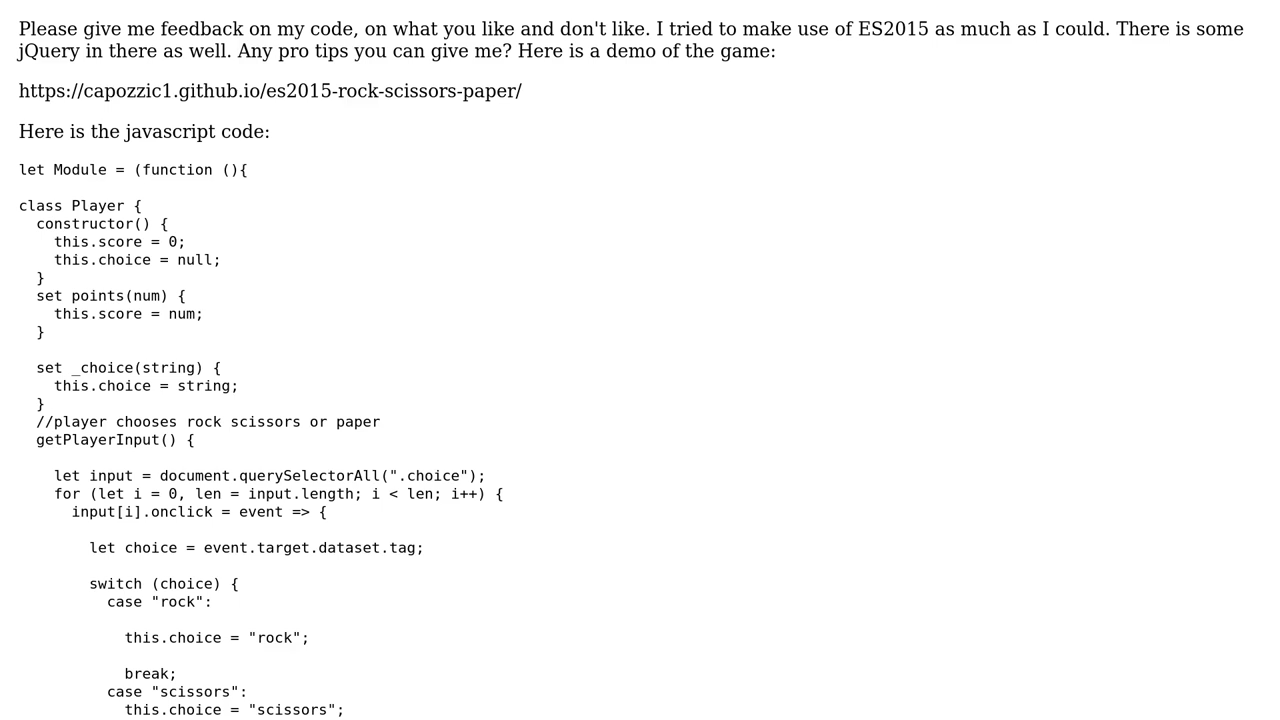 Please give me feedback on my code, on what you like and don't like. I tried to make use of ES2015 as much as I could. There is some
jQuery in there as well. Any pro tips you can give me? Here is a demo of the game:
https://capozzic1.github.io/es2015-rock-scissors-paper/
Here is the javascript code:
let Module = (function (){
class Player {
  constructor() {
    this.score = 0;
    this.choice = null;
  }
  set points(num) {
    this.score = num;
  }
  set _choice(string) {
    this.choice = string;
  }
  //player chooses rock scissors or paper
  getPlayerInput() {
    let input = document.querySelectorAll(".choice");
    for (let i = 0, len = input.length; i < len; i++) {
      input[i].onclick = event => {
        let choice = event.target.dataset.tag;
        switch (choice) {
          case "rock":
            this.choice = "rock";
            break;
          case "scissors":
            this.choice = "scissors";